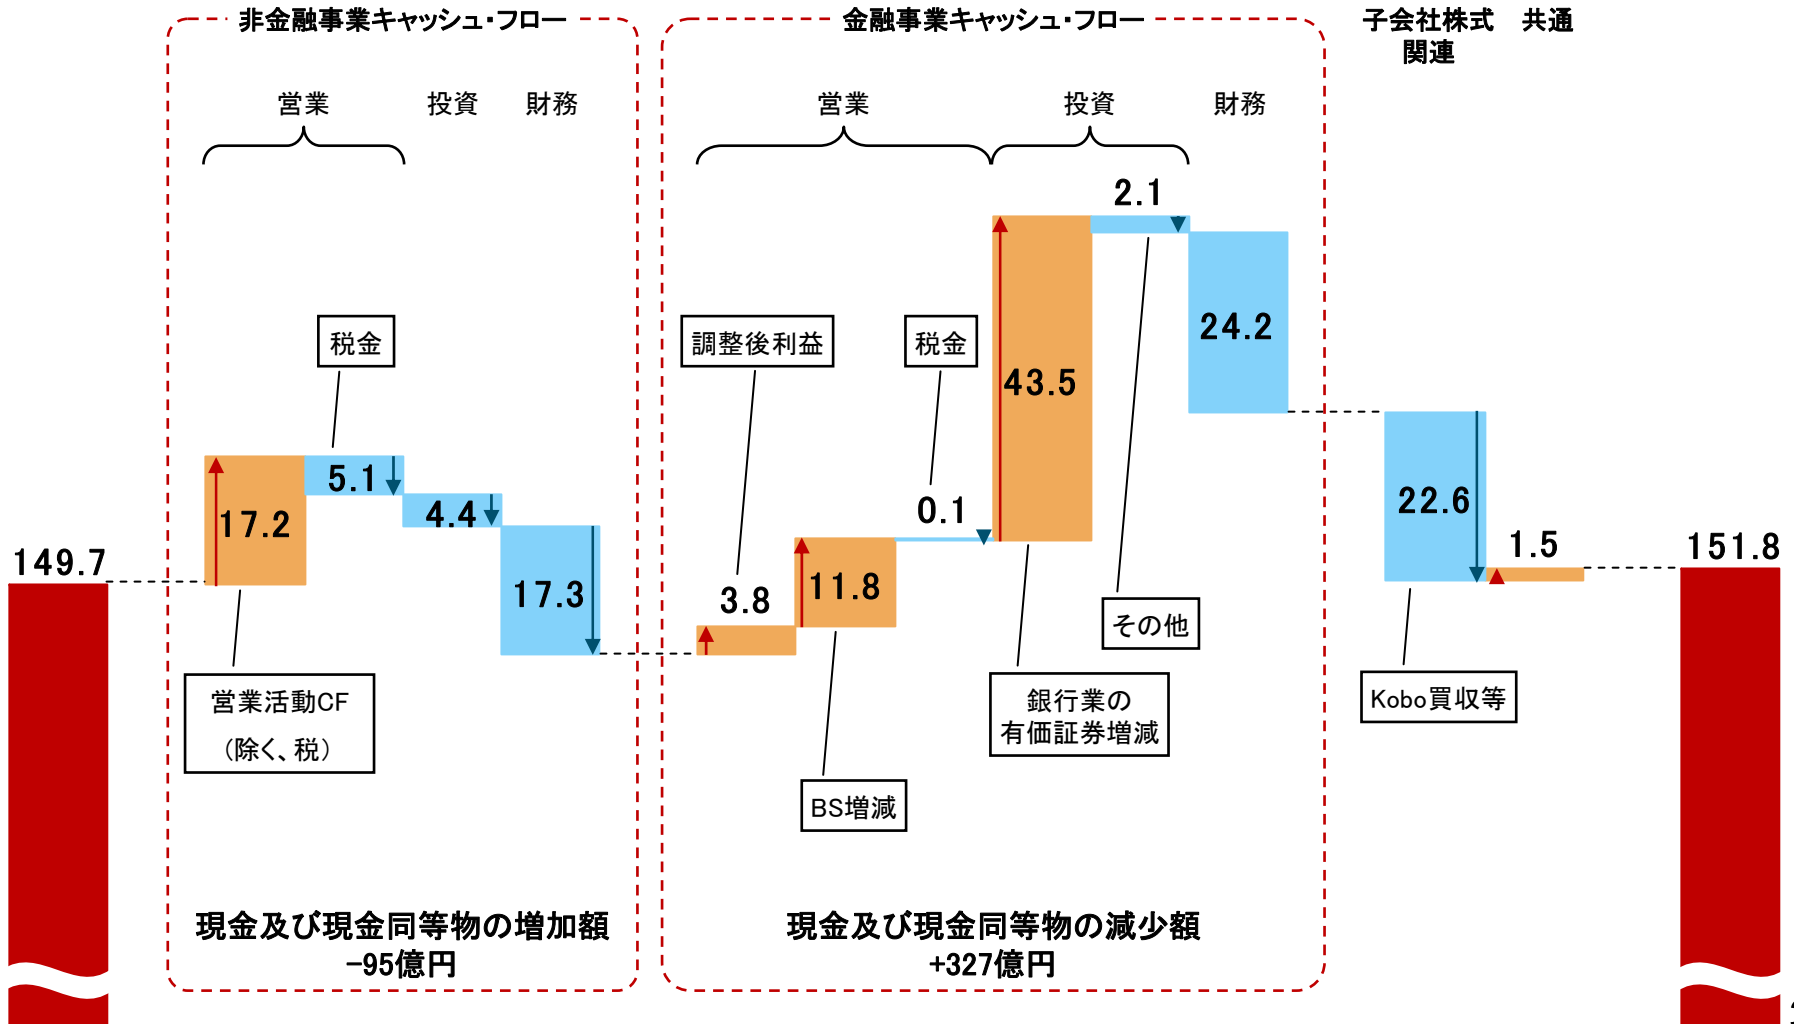 非金融事業キャッシュ・フロー
金融事業キャッシュ・フロー
子会社株式 共通
関連
営業
投資
財務
営業
投資
財務
2.1
税金
調整後利益
税金
43.5
24.2
5.1
17.2
4.4
0.1
22.6
149.7
17.3
3.8
11.8
1.5
151.8
その他
営業活動CF
（除く、税）
銀行業の
有価証券増減
Kobo買収等
BS増減
現金及び現金同等物の増加額
-95億円
現金及び現金同等物の減少額
+327億円